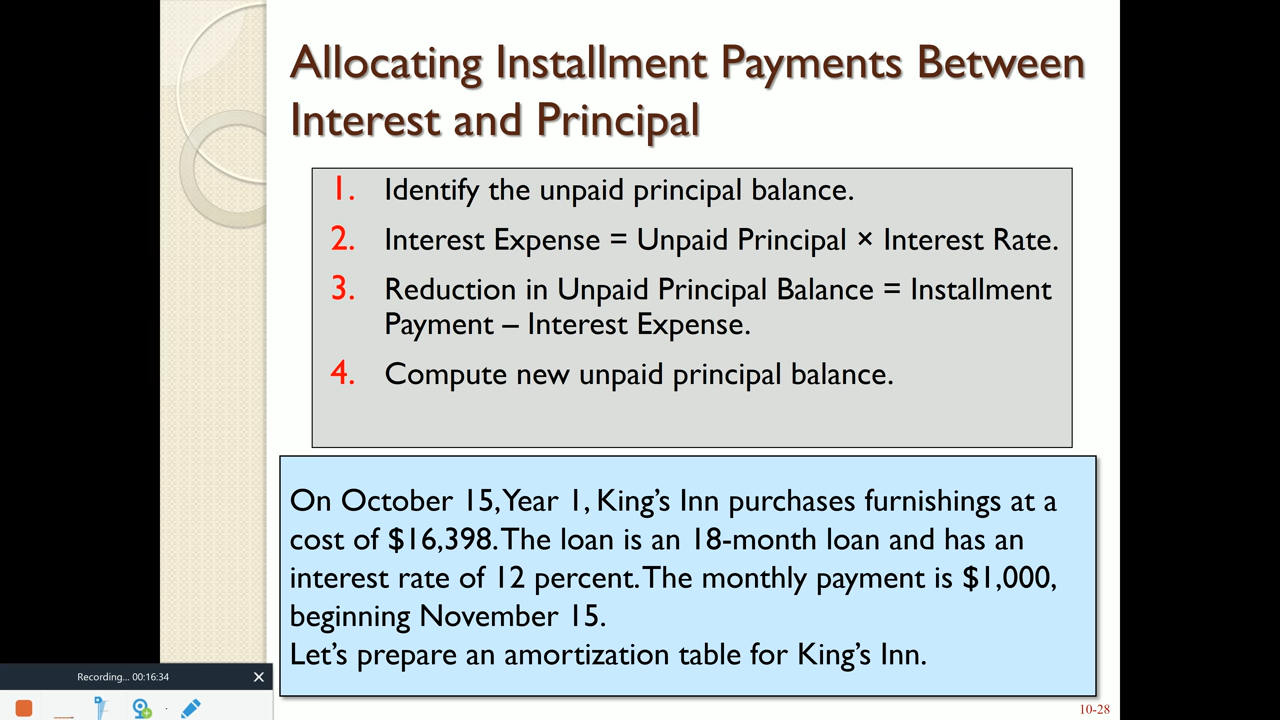 Allocating Installment Payments Between
Interest and Principal
1. Identify the unpaid principal balance.
2. Interest Expense = Unpaid Principal × Interest Rate.
3. Reduction in Unpaid Principal Balance = Installment
Payment – Interest Expense.
4. Compute new unpaid principal balance.
On October 15, Year 1, King’s Inn purchases furnishings at a
cost of $16,398. The loan is an 18-month loan and has an
interest rate of 12 percent. The monthly payment is $1,000,
beginning November 15.
Let’s prepare an amortization table for King’s Inn.
Recording... 00:16:34
10-28